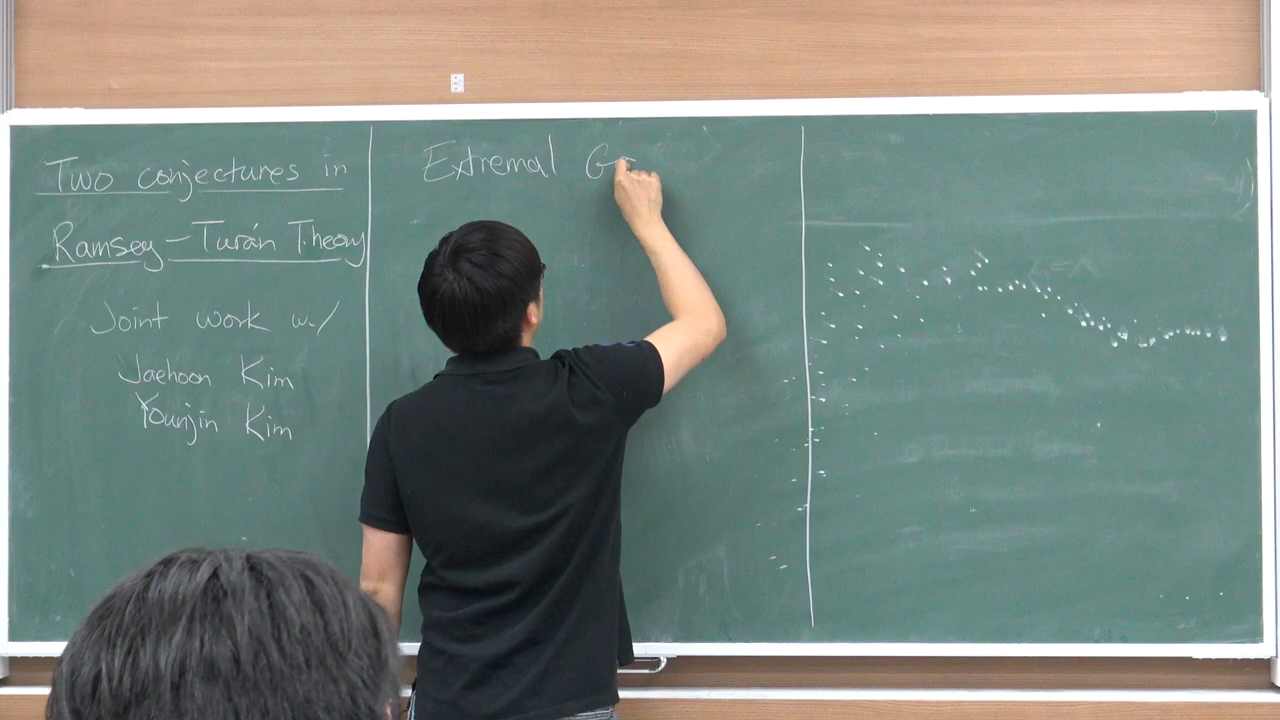 Two conjectures in
Ramsey-Turán Theory
Joint work w./
Jaehoon Kim
Younjin Kim
Extremal G